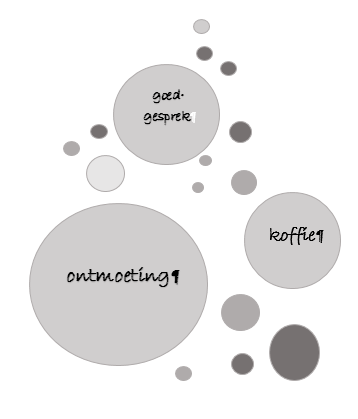 goed·
gesprek¶
koffie¶
ontmoeting¶